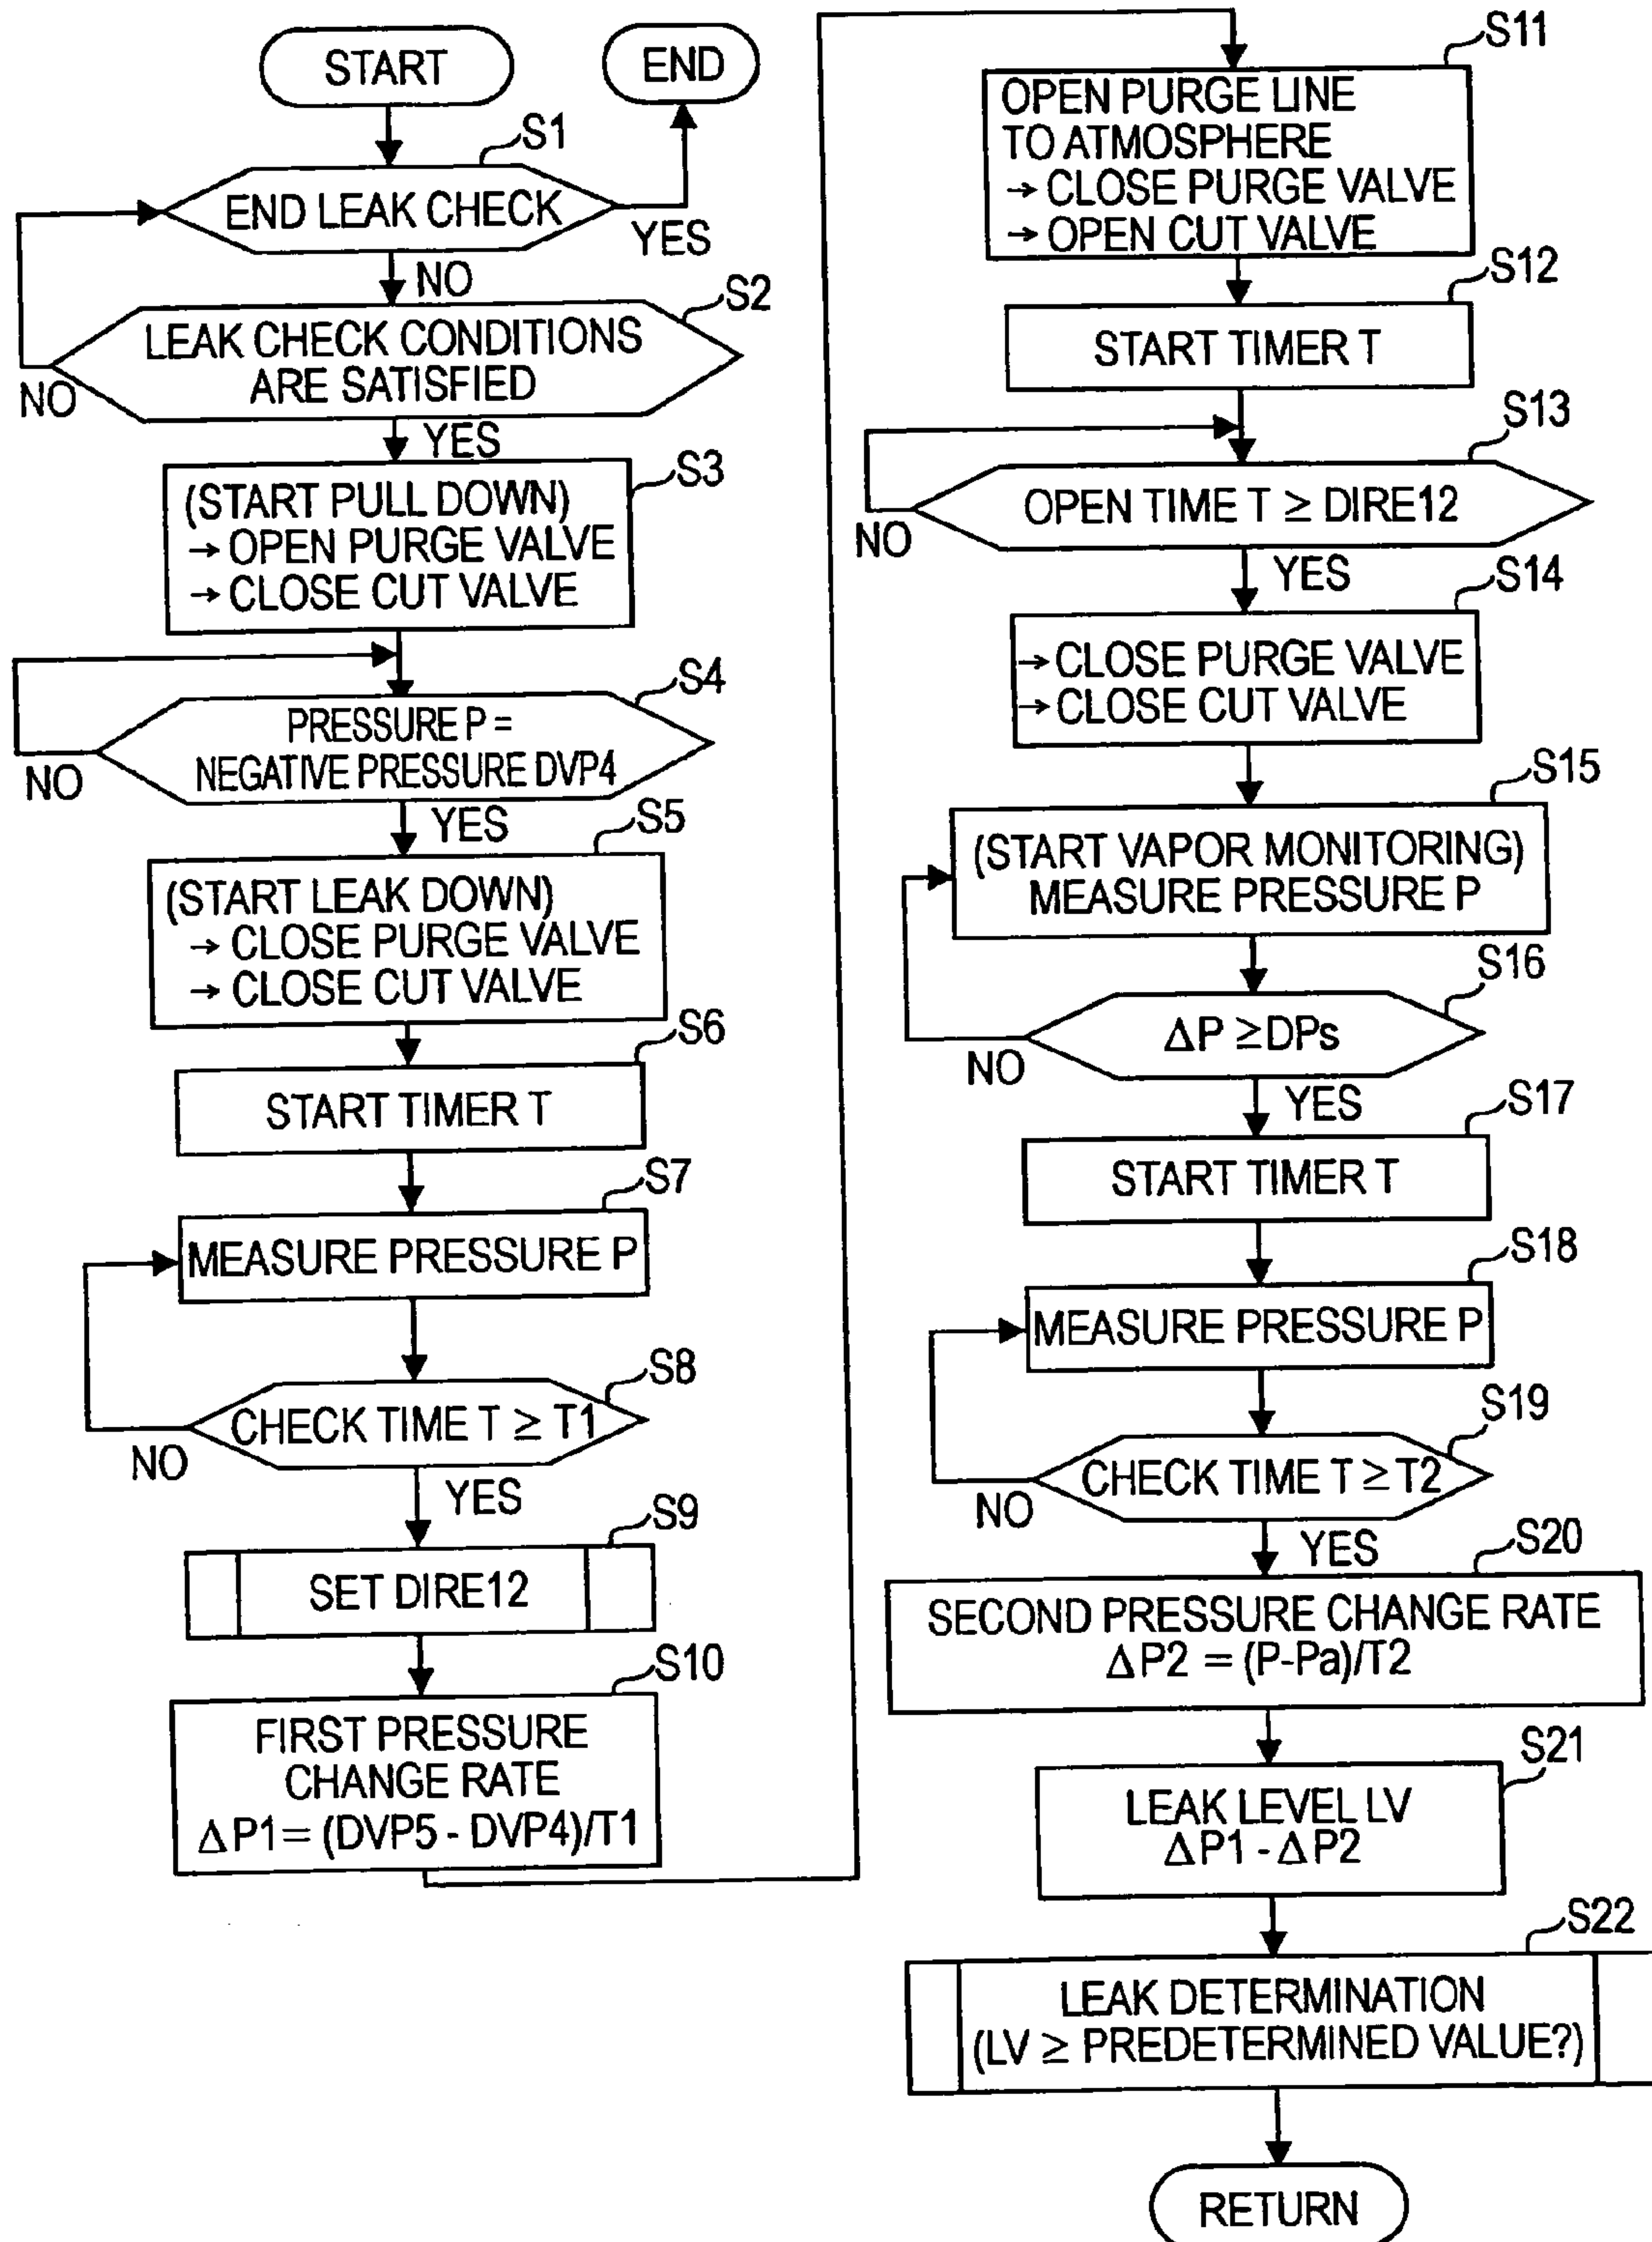 START
END
S1
END LEAK CHECK
YES
NO
S2
LEAK CHECK CONDITIONS
ARE SATISFIED
NO
YES
S3
(START PULL DOWN)
→ OPEN PURGE VALVE
→ CLOSE CUT VALVE
S4
PRESSURE P =
NEGATIVE PRESSURE DVP4
NO
YES
S5
(START LEAK DOWN)
→ CLOSE PURGE VALVE
→ CLOSE CUT VALVE
S6
START TIMER T
S7
MEASURE PRESSURE P
S8
CHECK TIME T ≥ T1
NO
YES
S9
SET DIRE12
S10
FIRST PRESSURE
CHANGE RATE
ΔP1 = (DVP5 - DVP4)/T1
S11
OPEN PURGE LINE
TO ATMOSPHERE
→ CLOSE PURGE VALVE
→ OPEN CUT VALVE
S12
START TIMER T
S13
OPEN TIME T ≥ DIRE12
NO
YES
S14
→ CLOSE PURGE VALVE
→ CLOSE CUT VALVE
S15
(START VAPOR MONITORING)
MEASURE PRESSURE P
S16
ΔP ≥DPs
NO
YES
S17
START TIMER T
S18
MEASURE PRESSURE P
S19
CHECK TIME T ≥ T2
NO
YES
S20
SECOND PRESSURE CHANGE RATE
ΔP2 = (P-Pa)/T2
S21
LEAK LEVEL LV
ΔP1 - ΔP2
S22
LEAK DETERMINATION
(LV ≥ PREDETERMINED VALUE?)
RETURN